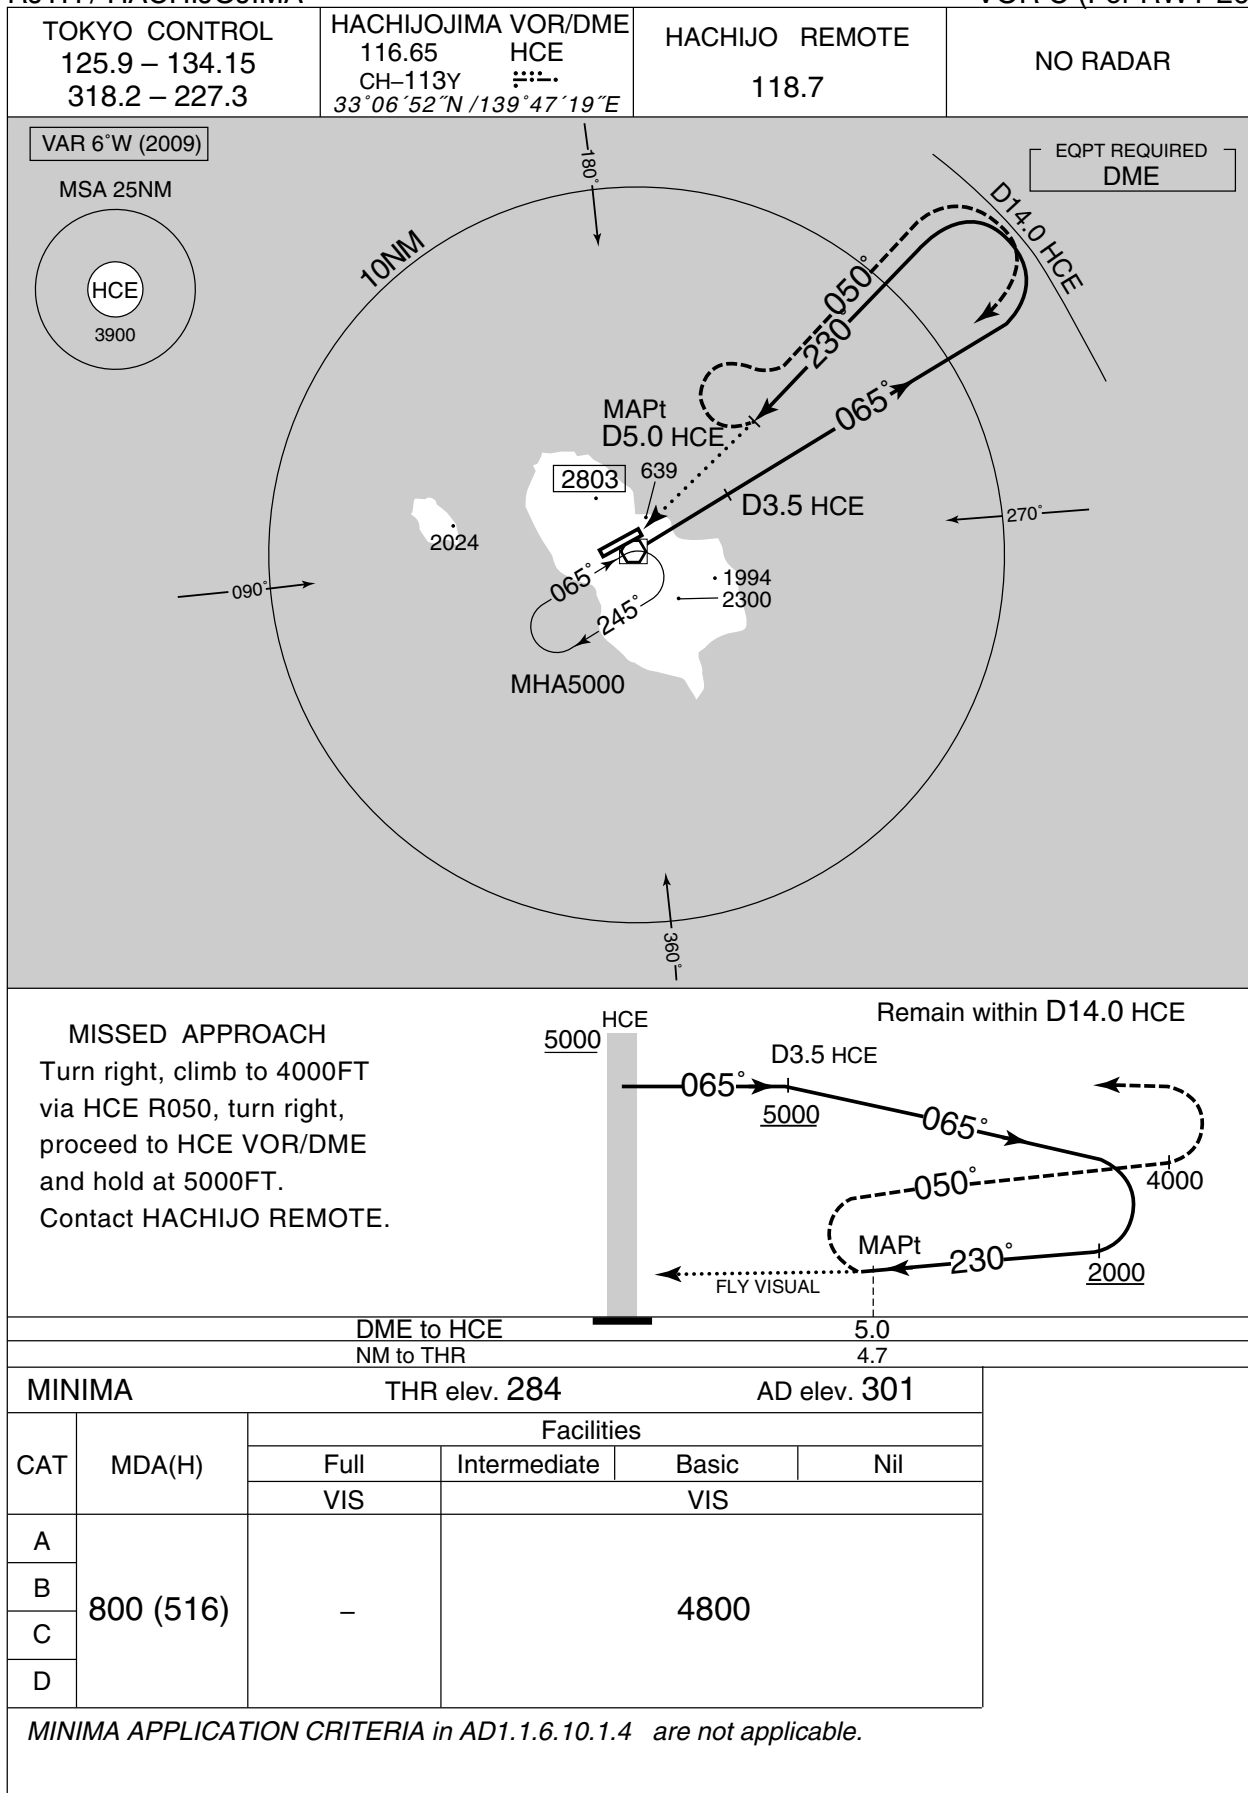 TOKYO CONTROL
125.9 – 134.15
318.2 – 227.3
HACHIJOJIMA VOR/DME
116.65 HCE
CH–113Y
33°06´52˝N /139°47´19˝E
HACHIJO REMOTE
118.7
NO RADAR
VAR 6°W (2009)
MSA 25NM
HCE
3900
EQPT REQUIRED
DME
180°
10NM
D14.0 HCE
050°
230°
065°
MAPt
D5.0 HCE
2803
639
D3.5 HCE
2024
270°
090°
065°
245°
1994
2300
MHA5000
360°
MISSED APPROACH
Turn right, climb to 4000FT
via HCE R050, turn right,
proceed to HCE VOR/DME
and hold at 5000FT.
Contact HACHIJO REMOTE.
HCE
5000
Remain within D14.0 HCE
D3.5 HCE
065°
5000
065°
050°
4000
MAPt
230°
2000
FLY VISUAL
DME to HCE 5.0
NM to THR 4.7
MINIMA THR elev. 284 AD elev. 301
CAT MDA(H) Facilities
Full Intermediate Basic Nil
VIS VIS
A
B
C
D
800 (516) – 4800
MINIMA APPLICATION CRITERIA in AD1.1.6.10.1.4 are not applicable.